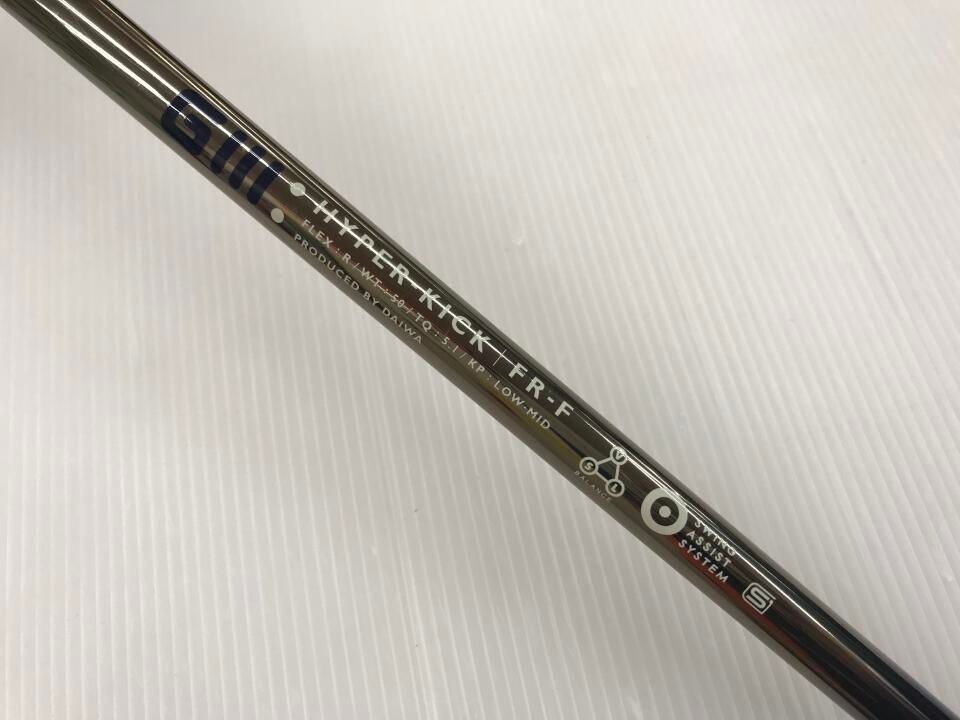 Giii
HYPER-KICK | FR-F
FLEX : R / WT : 50 / TQ : 5.1 / KP : LOW-MID
PRODUCED BY DAIWA
V
S L
BALANCE
SWING
ASSIST
SYSTEM
S